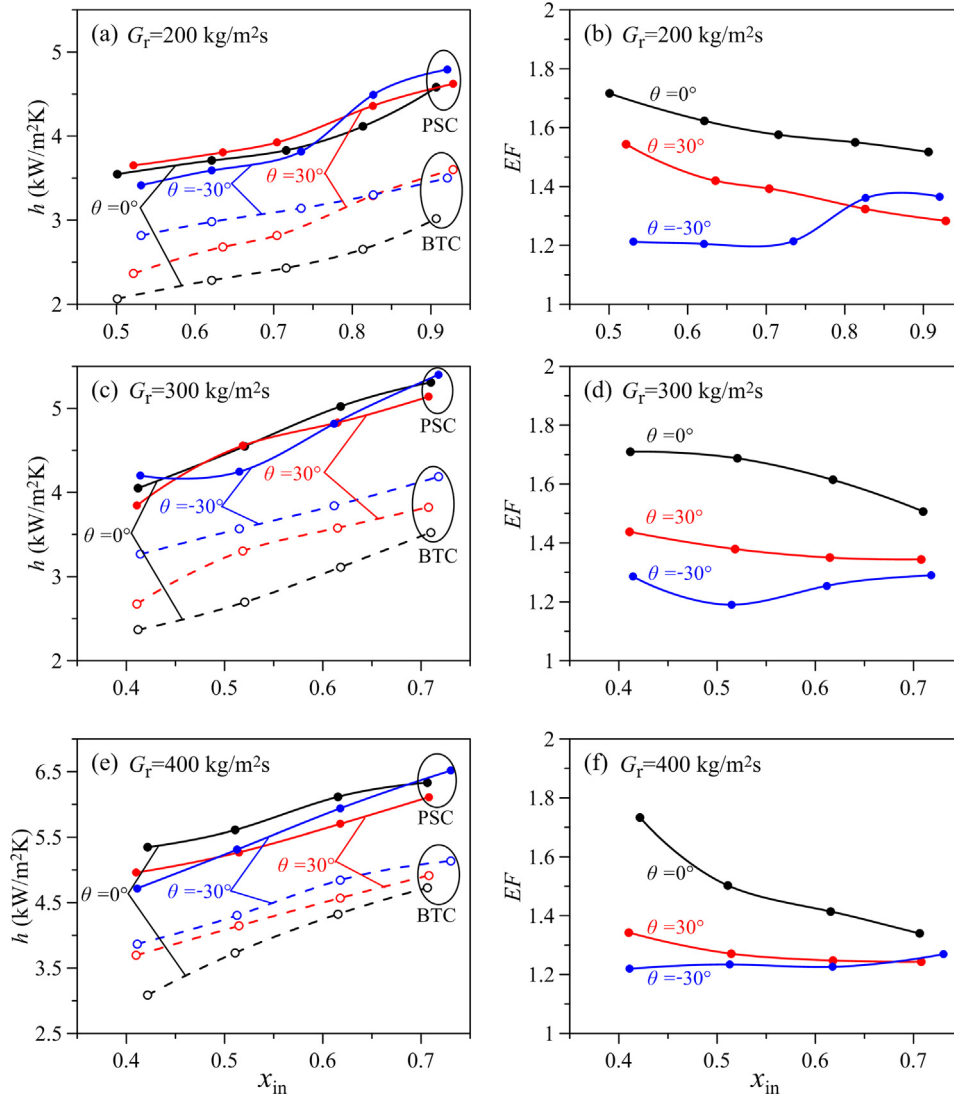 (a) Gr=200 kg/m²s
h (kW/m²K)
5
4
3
2
0.5 0.6 0.7 0.8 0.9
PSC
BTC
θ =0°
θ =-30°
θ =30°
(b) Gr=200 kg/m²s
EF
2
1.8
1.6
1.4
1.2
1
0.5 0.6 0.7 0.8 0.9
θ =0°
θ =30°
θ =-30°
(c) Gr=300 kg/m²s
h (kW/m²K)
5
4
3
2
0.4 0.5 0.6 0.7
PSC
BTC
θ =0°
θ =-30°
θ =30°
(d) Gr=300 kg/m²s
EF
2
1.8
1.6
1.4
1.2
1
0.4 0.5 0.6 0.7
θ =0°
θ =30°
θ =-30°
(e) Gr=400 kg/m²s
h (kW/m²K)
6.5
5.5
4.5
3.5
2.5
0.4 0.5 0.6 0.7
xin
PSC
BTC
θ =0°
θ =-30°
θ =30°
(f) Gr=400 kg/m²s
EF
2
1.8
1.6
1.4
1.2
1
0.4 0.5 0.6 0.7
xin
θ =0°
θ =30°
θ =-30°